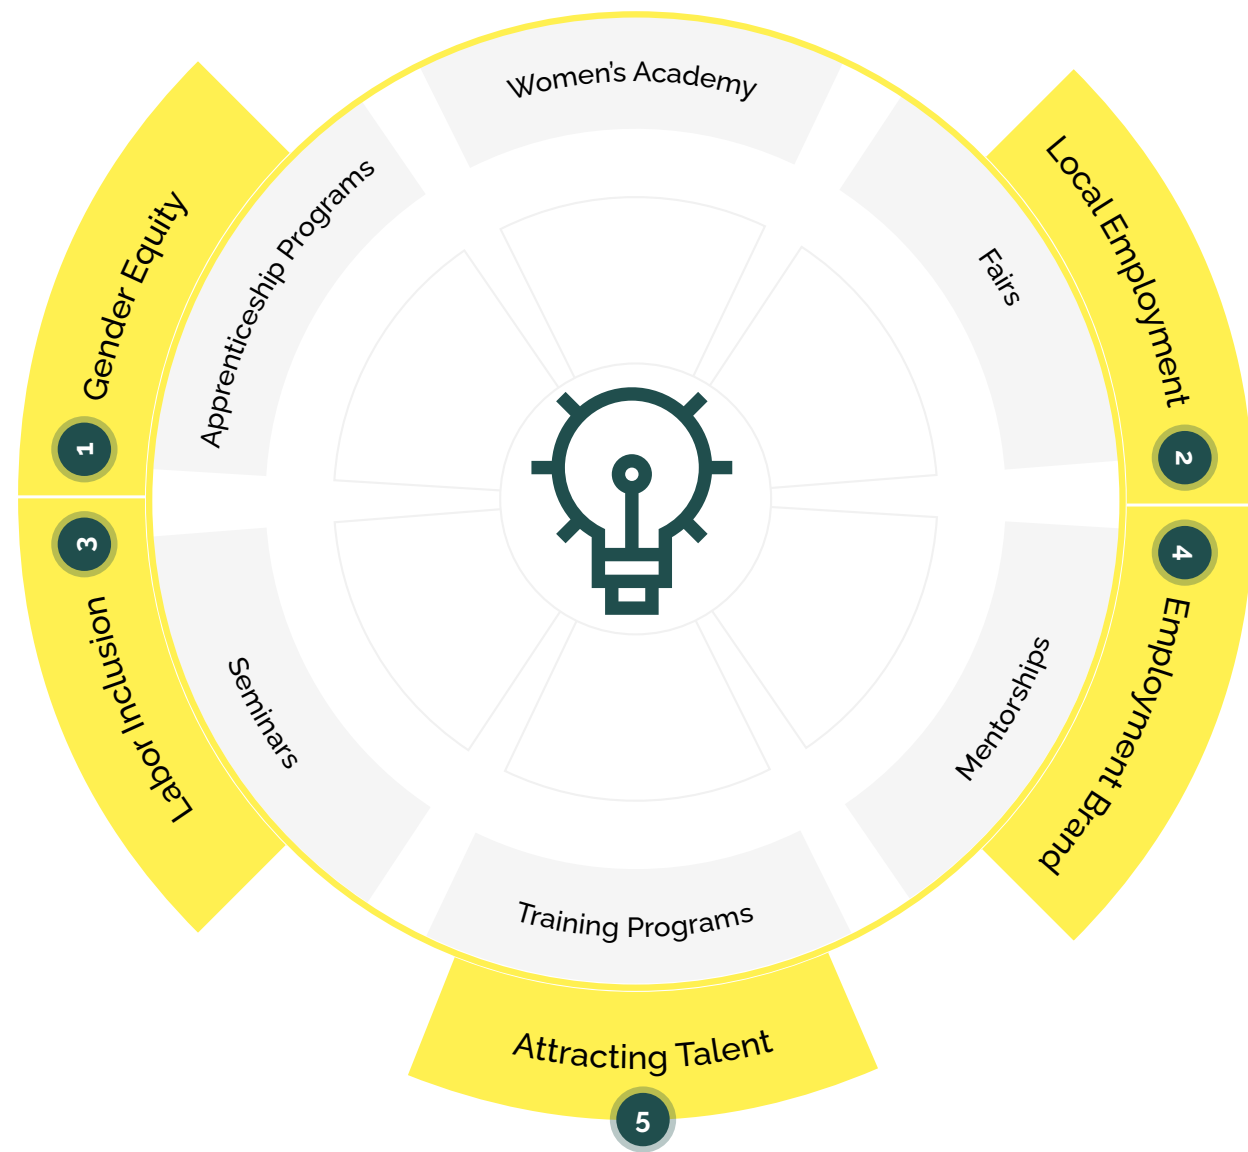 Women's Academy
Apprenticeship Programs
Fairs
Seminars
Mentorships
Training Programs
Gender Equity
1
Local Employment
2
3
Labor Inclusion
4
Employment Brand
Attracting Talent
5